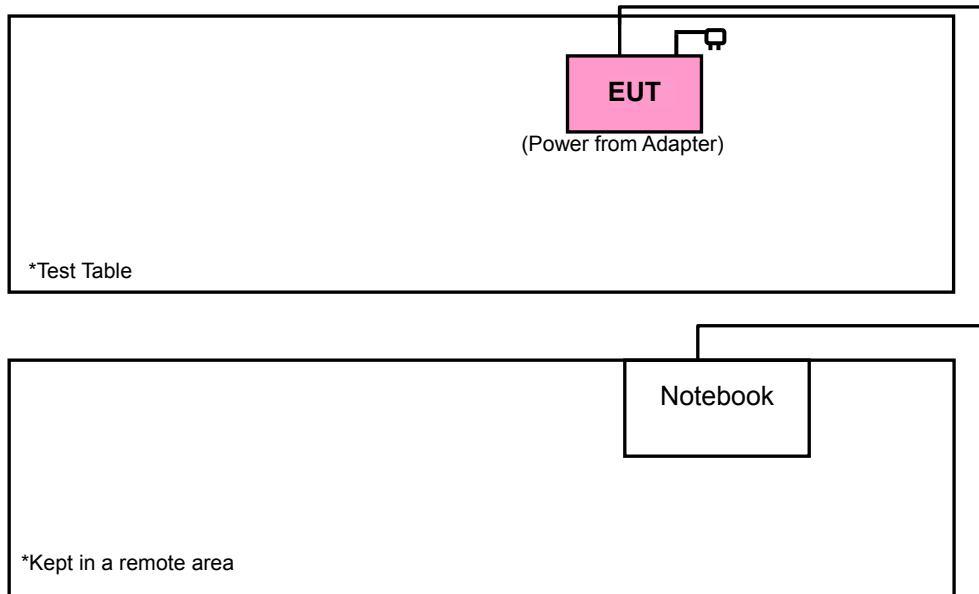 EUT
(Power from Adapter)
*Test Table
Notebook
*Kept in a remote area